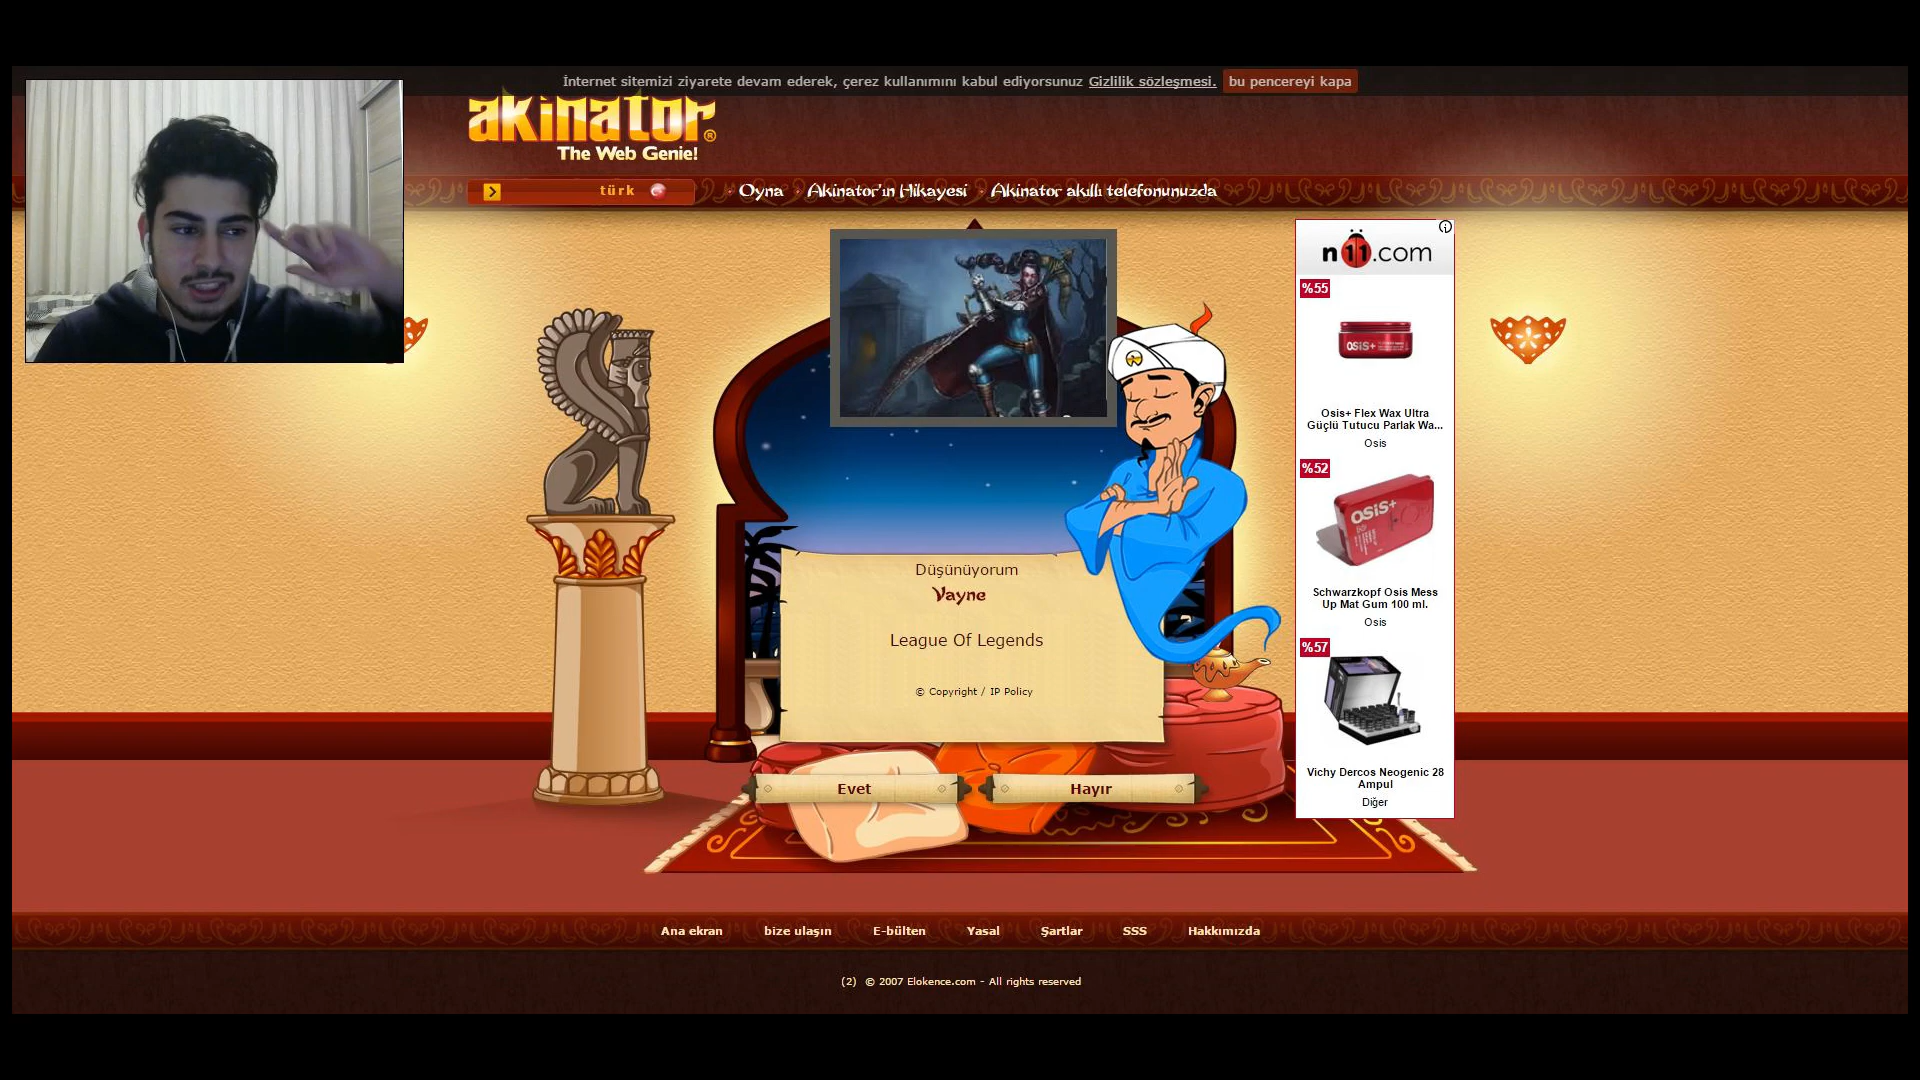 İnternet sitemizi ziyarete devam ederek, çerez kullanımını kabul ediyorsunuz Gizlilik sözleşmesi. bu pencereyi kapa
akinator®
The Web Genie!
türk
Oyna
Akinator'ın Hikayesi
Akinator akıllı telefonunuzda
n11.com
%55
OSiS+
Osis+ Flex Wax Ultra
Güçlü Tutucu Parlak Wa...
Osis
%52
OSiS+
Schwarzkopf Osis Mess
Up Mat Gum 100 ml.
Osis
%57
Vichy Dercos Neogenic 28
Ampul
Diğer
Düşünüyorum
Vayne
League Of Legends
© Copyright / IP Policy
Evet
Hayır
Ana ekran
bize ulaşın
E-bülten
Yasal
Şartlar
SSS
Hakkımızda
(2) © 2007 Elokence.com - All rights reserved